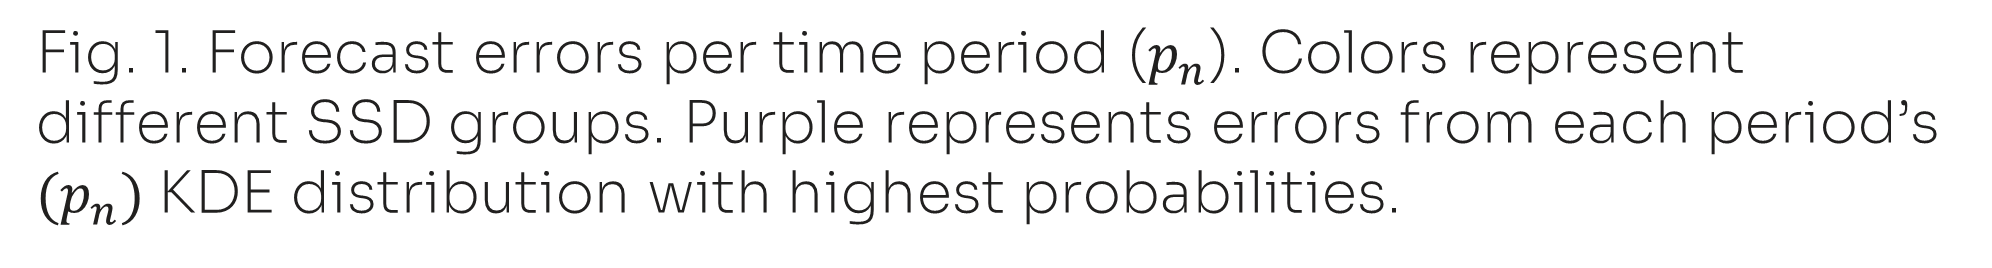 Fig. 1. Forecast errors per time period (pₙ). Colors represent
different SSD groups. Purple represents errors from each period’s
(pₙ) KDE distribution with highest probabilities.